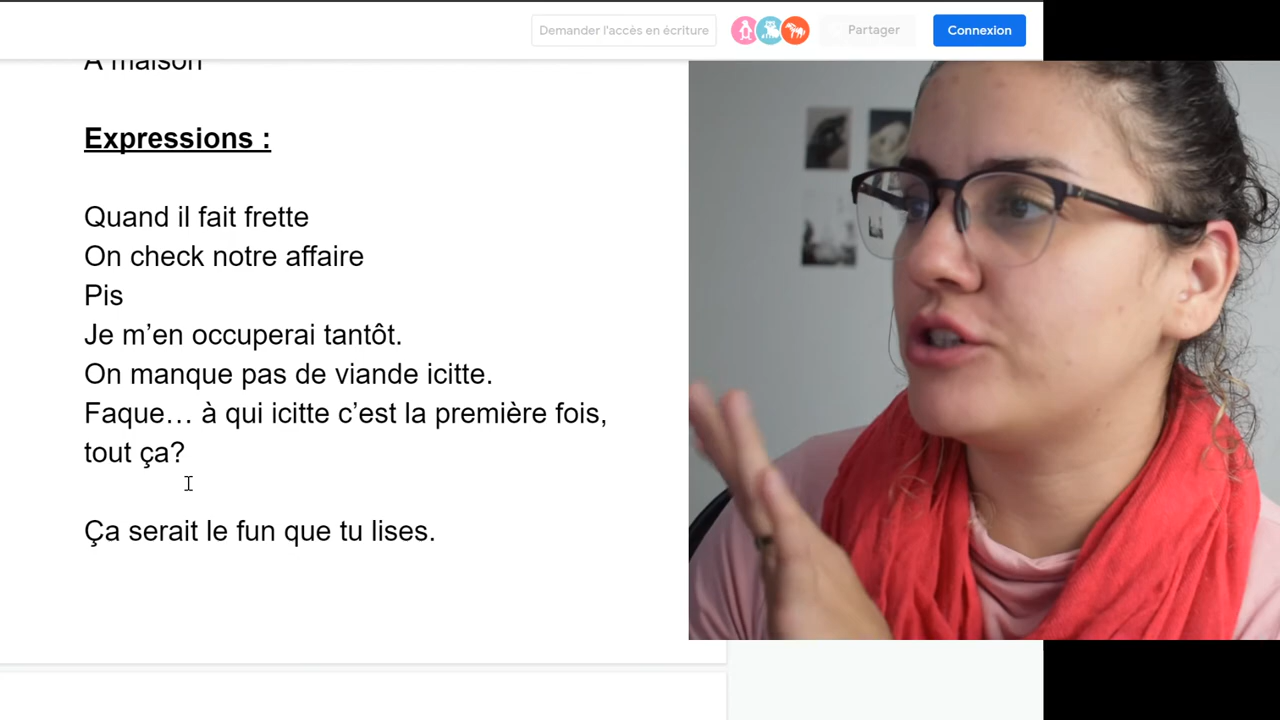 Demander l'accès en écriture
Partager
Connexion
A maison
Expressions :
Quand il fait frette
On check notre affaire
Pis
Je m’en occuperai tantôt.
On manque pas de viande icitte.
Faque… à qui icitte c’est la première fois,
tout ça?
Ça serait le fun que tu lises.